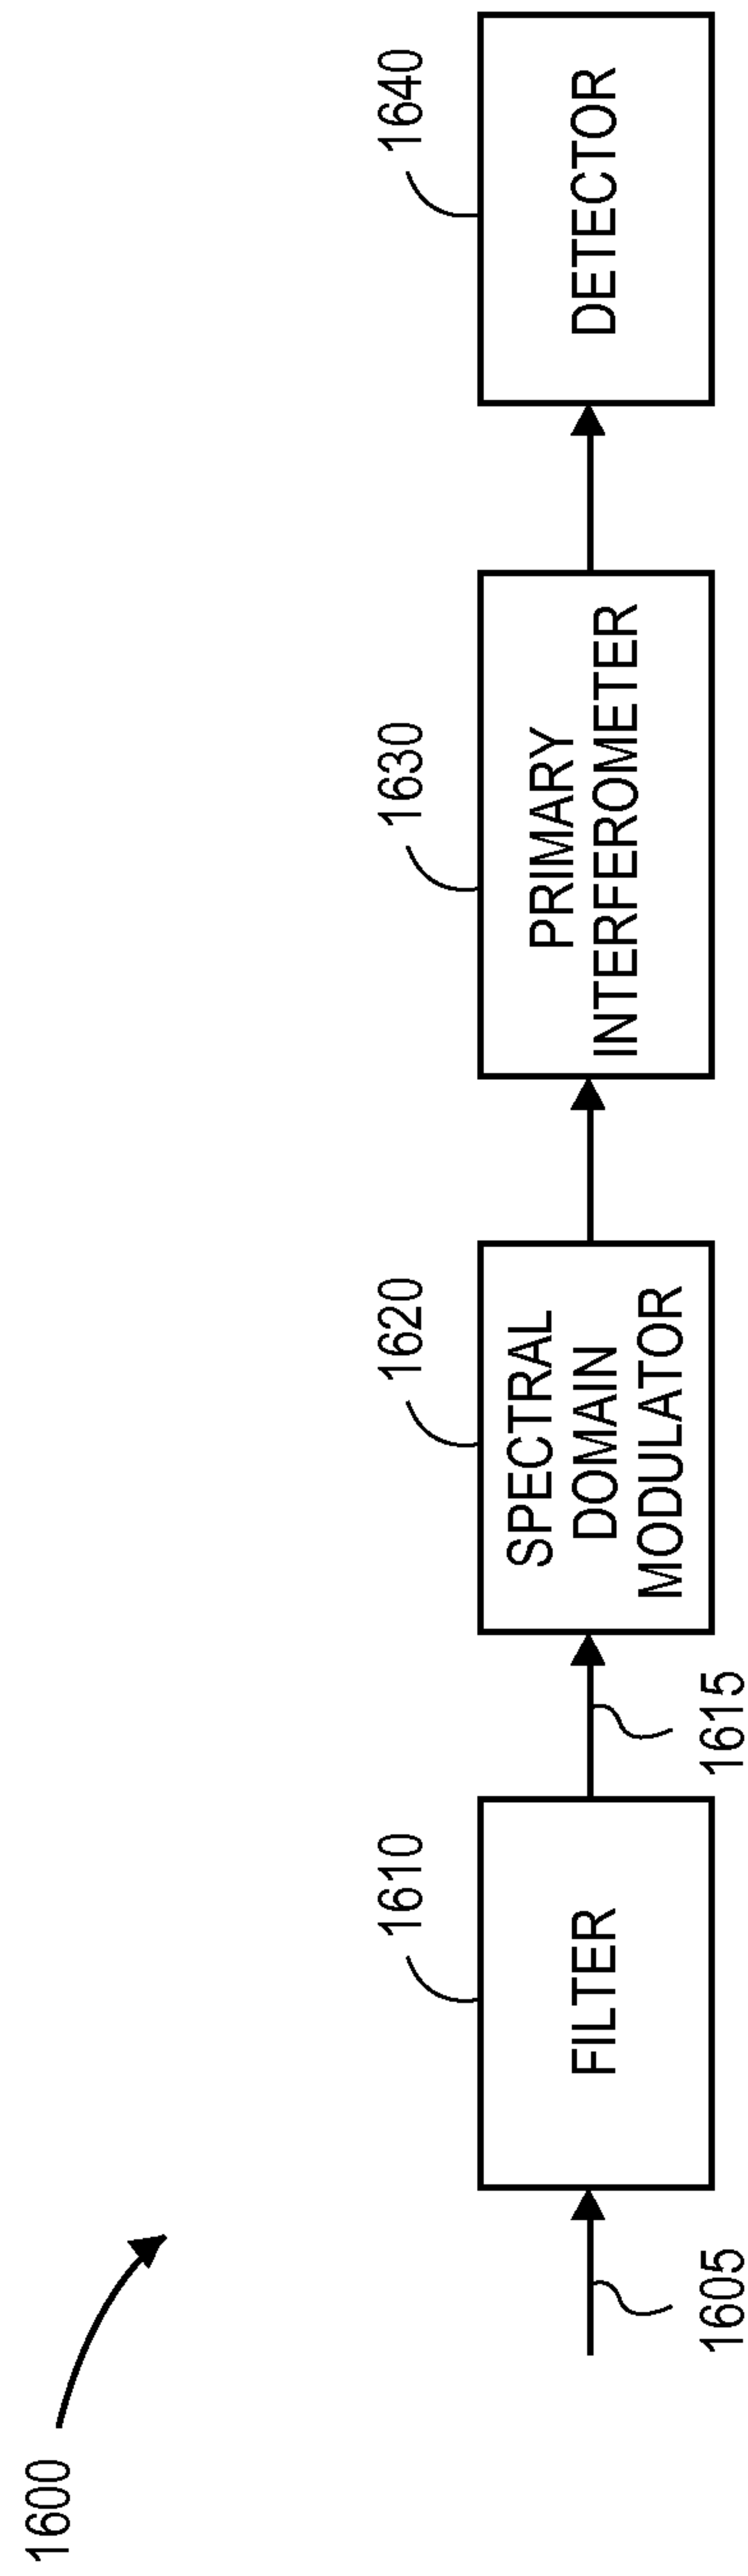 1600
1605
1610
FILTER
1615
1620
SPECTRAL
DOMAIN
MODULATOR
1630
PRIMARY
INTERFEROMETER
1640
DETECTOR